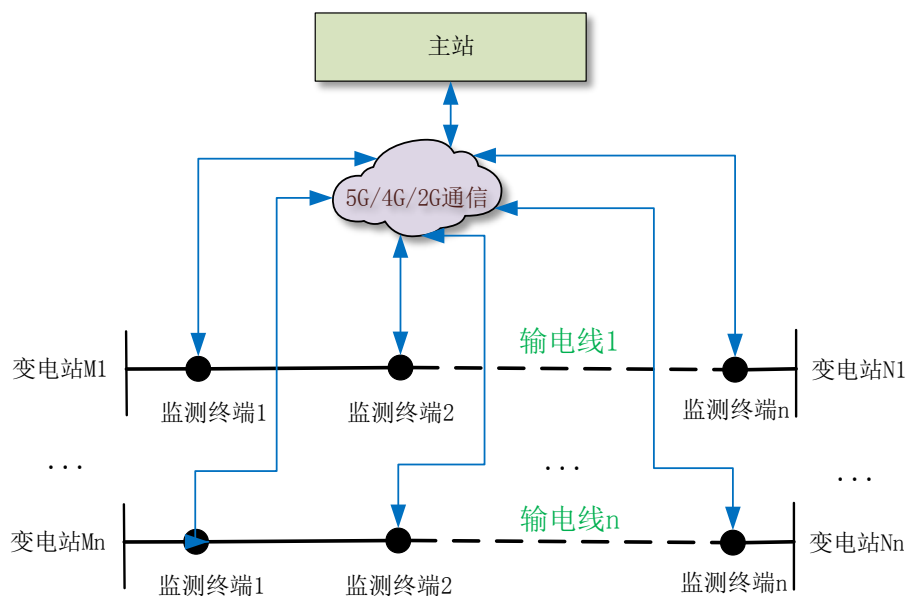 主站
5G/4G/2G通信
输电线1
变电站M1
变电站N1
监测终端1
监测终端2
监测终端n
...
...
...
输电线n
变电站Mn
变电站Nn
监测终端1
监测终端2
监测终端n